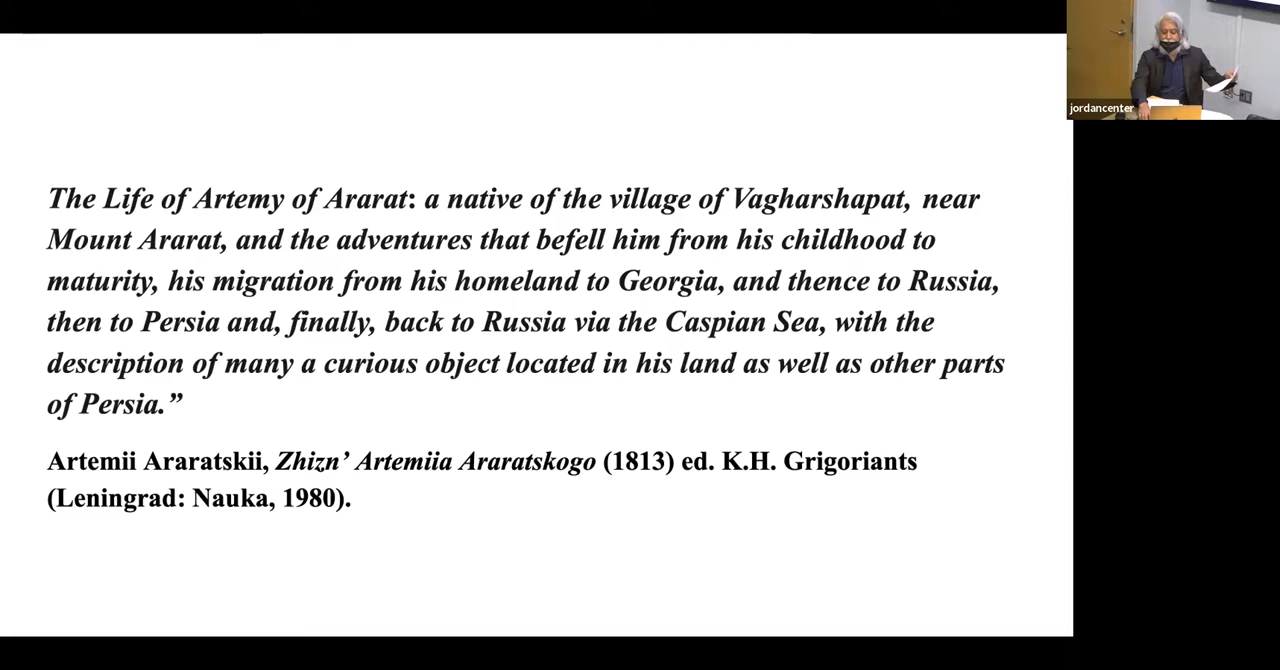 jordancenter
The Life of Artemy of Ararat: a native of the village of Vagharshapat, near
Mount Ararat, and the adventures that befell him from his childhood to
maturity, his migration from his homeland to Georgia, and thence to Russia,
then to Persia and, finally, back to Russia via the Caspian Sea, with the
description of many a curious object located in his land as well as other parts
of Persia.”
Artemii Araratskii, Zhizn’ Artemiia Araratskogo (1813) ed. K.H. Grigoriants
(Leningrad: Nauka, 1980).